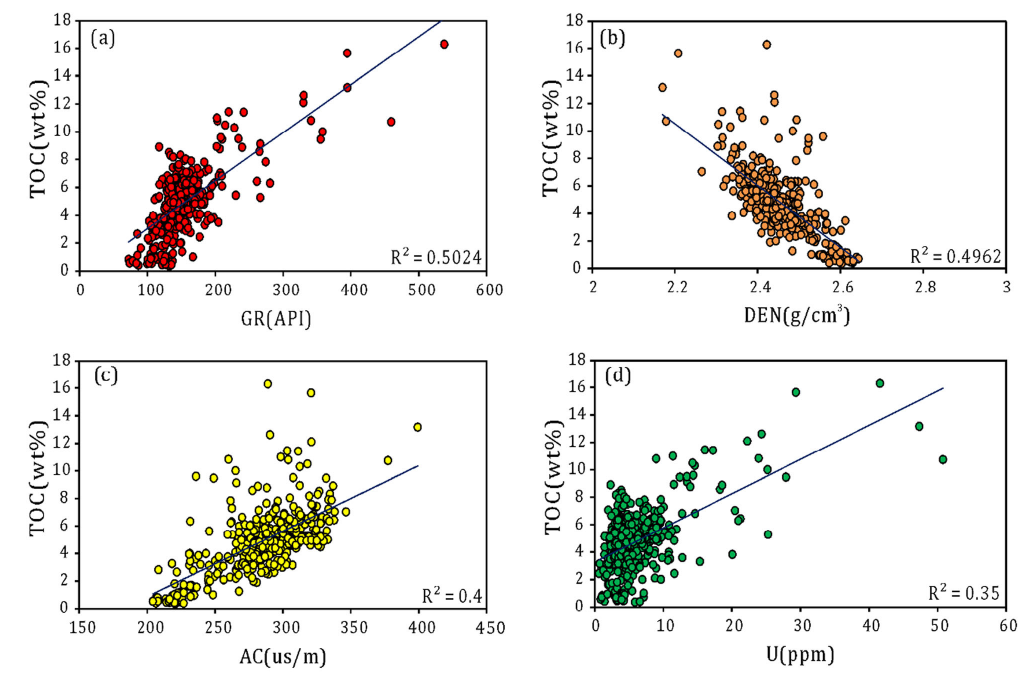 (a)
TOC(wt%)
18
16
14
12
10
8
6
4
2
0
0 100 200 300 400 500 600
GR(API)
R² = 0.5024
(b)
TOC(wt%)
18
16
14
12
10
8
6
4
2
0
2 2.2 2.4 2.6 2.8 3
DEN(g/cm³)
R² = 0.4962
(c)
TOC(wt%)
18
16
14
12
10
8
6
4
2
0
150 200 250 300 350 400 450
AC(us/m)
R² = 0.4
(d)
TOC(wt%)
18
16
14
12
10
8
6
4
2
0
0 10 20 30 40 50 60
U(ppm)
R² = 0.35